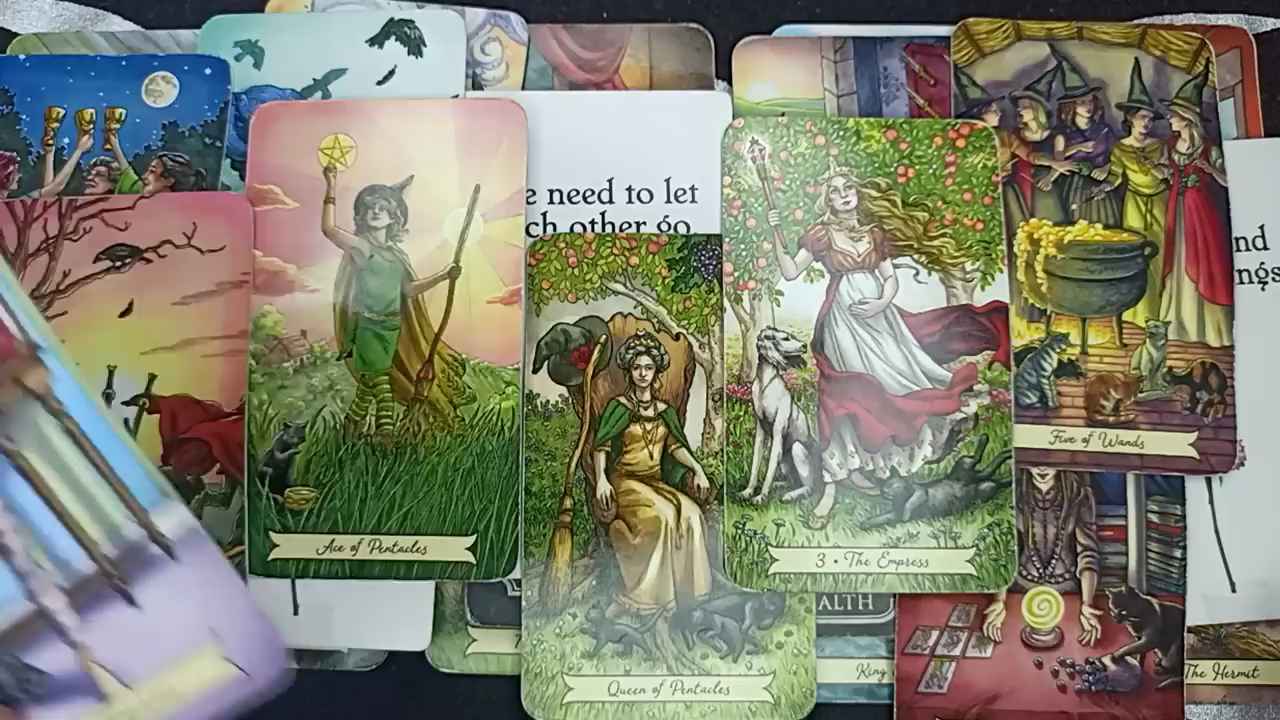 need to let
ch other go
nd
ngs
Five of Wands
Ace of Pentacles
3 • The Empress
ALTH
King
The Hermit
Queen of Pentacles